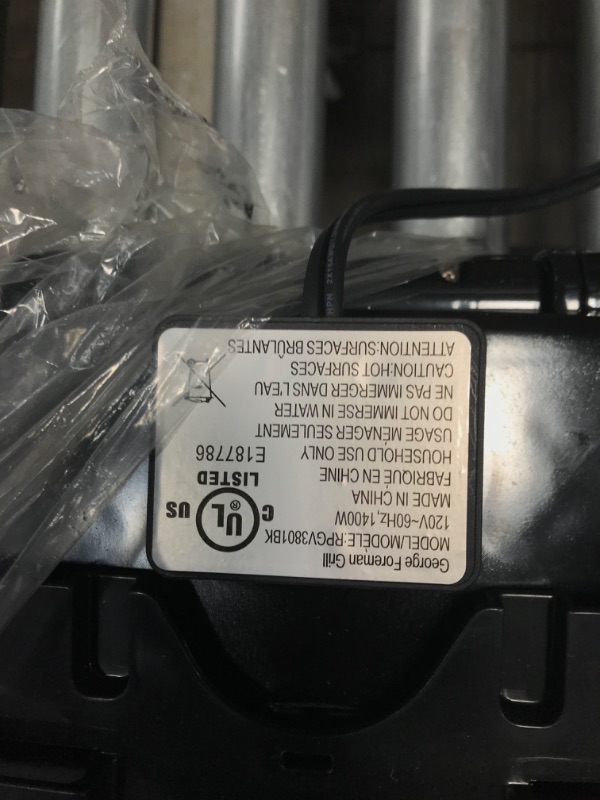 George Foreman Grill
MODEL/MODÈLE:RPGV3801BK
120V~60Hz,1400W
MADE IN CHINA
FABRIQUÉ EN CHINE
HOUSEHOLD USE ONLY
USAGE MÉNAGER SEULEMENT
DO NOT IMMERSE IN WATER
NE PAS IMMERGER DANS L'EAU
CAUTION:HOT SURFACES
ATTENTION:SURFACES BRÛLANTES
C UL US
®
LISTED
E187786